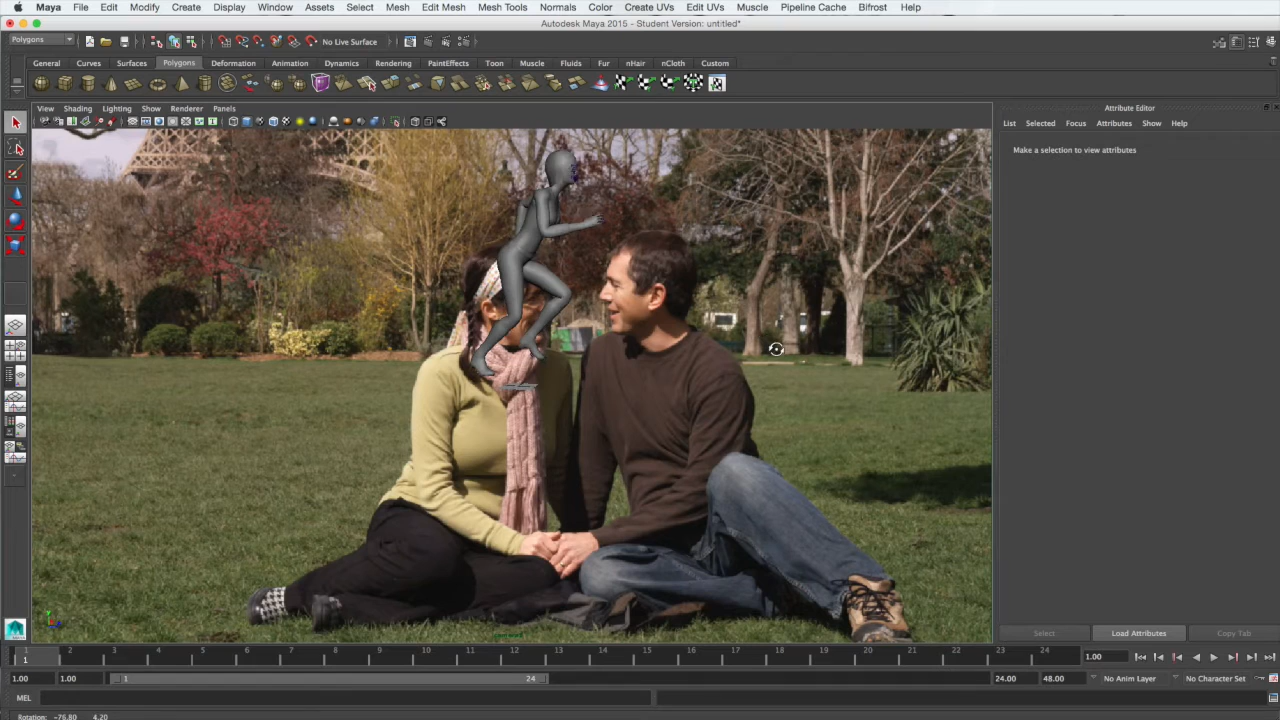 Maya File Edit Modify Create Display Window Assets Select Mesh Edit Mesh Mesh Tools Normals Color Create UVs Edit UVs Muscle Pipeline Cache Bifrost Help
Autodesk Maya 2015 - Student Version: untitled*
Polygons No Live Surface
General Curves Surfaces Polygons Deformation Animation Dynamics Rendering PaintEffects Toon Muscle Fluids Fur nHair nCloth Custom
View Shading Lighting Show Renderer Panels
Attribute Editor
List Selected Focus Attributes Show Help
Make a selection to view attributes
Select Load Attributes Copy Tab
1 2 3 4 5 6 7 8 9 10 11 12 13 14 15 16 17 18 19 20 21 22 23 24
1 1.00
1.00 1.00 1 24 24.00 48.00 No Anim Layer No Character Set
MEL
Rotation: -76.80 4.20